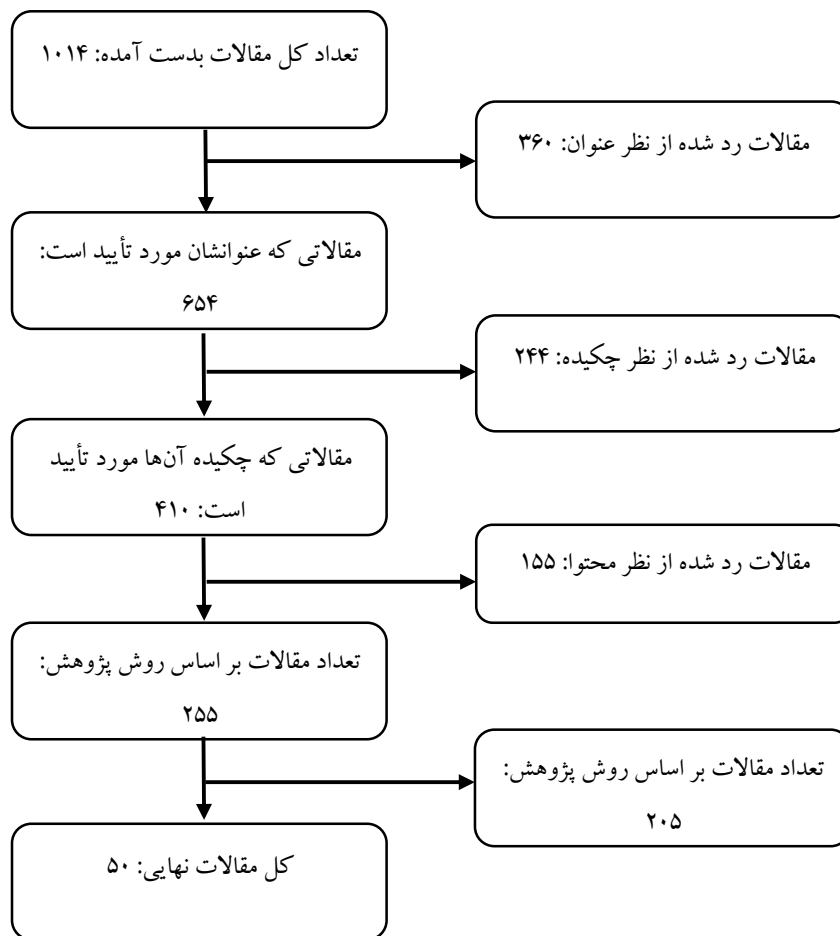 تعداد کل مقالات بدست آمده: ۱۰۱۴
مقالات رد شده از نظر عنوان: ۳۶۰
مقالاتی که عنوانشان مورد تأیید است:
۶۵۴
مقالات رد شده از نظر چکیده: ۲۴۴
مقالاتی که چکیده آن‌ها مورد تأیید
است: ۴۱۰
مقالات رد شده از نظر محتوا: ۱۵۵
تعداد مقالات بر اساس روش پژوهش:
۲۵۵
تعداد مقالات بر اساس روش پژوهش:
۲۰۵
کل مقالات نهایی: ۵۰